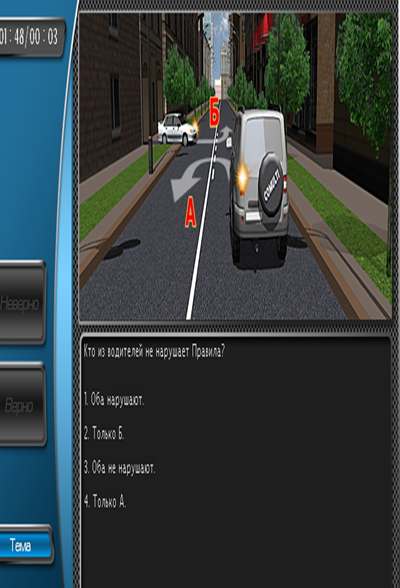 01:48/00:03
Б
COMULTI
А
Неверно
Верно
Тема
Кто из водителей не нарушает Правила?
1. Оба нарушают.
2. Только Б.
3. Оба не нарушают.
4. Только А.